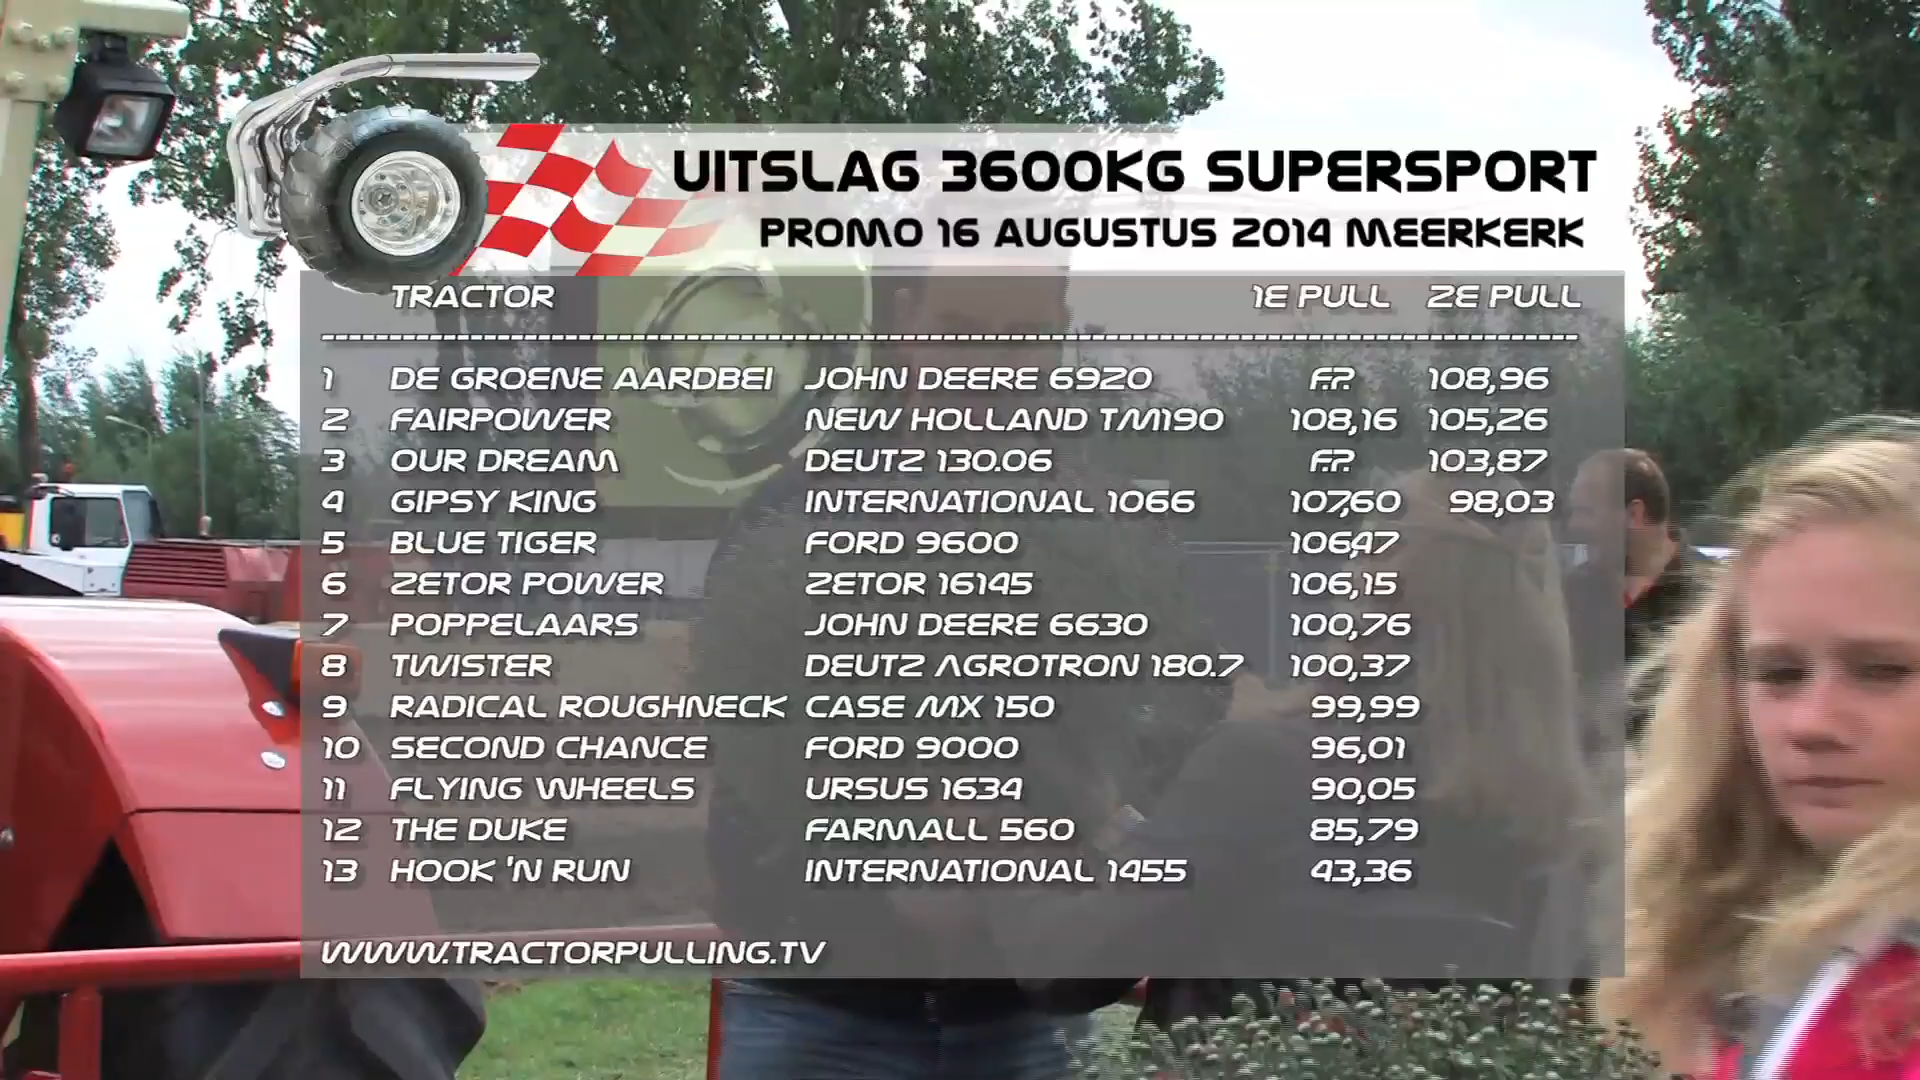 UITSLAG 3600KG SUPERSPORT
PROMO 16 AUGUSTUS 2014 MEERKERK
TRACTOR 1E PULL 2E PULL
1 DE GROENE AARDBEI JOHN DEERE 6920 F.P. 108,96
2 FAIRPOWER NEW HOLLAND TM190 108,16 105,26
3 OUR DREAM DEUTZ 130.06 F.P. 103,87
4 GIPSY KING INTERNATIONAL 1066 107,60 98,03
5 BLUE TIGER FORD 9600 106,47
6 ZETOR POWER ZETOR 16145 106,15
7 POPPELAARS JOHN DEERE 6630 100,76
8 TWISTER DEUTZ AGROTRON 180.7 100,37
9 RADICAL ROUGHNECK CASE MX 150 99,99
10 SECOND CHANCE FORD 9000 96,01
11 FLYING WHEELS URSUS 1634 90,05
12 THE DUKE FARMALL 560 85,79
13 HOOK 'N RUN INTERNATIONAL 1455 43,36
WWW.TRACTORPULLING.TV